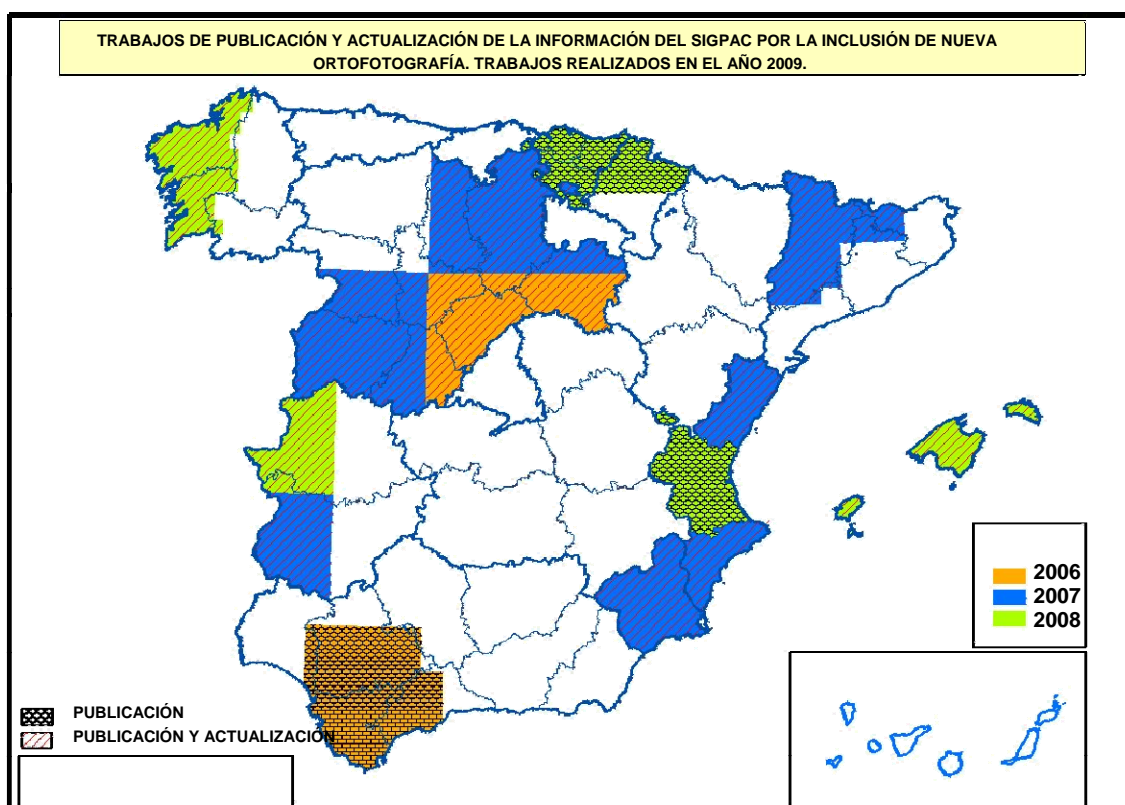 TRABAJOS DE PUBLICACIÓN Y ACTUALIZACIÓN DE LA INFORMACIÓN DEL SIGPAC POR LA INCLUSIÓN DE NUEVA
ORTOFOTOGRAFÍA. TRABAJOS REALIZADOS EN EL AÑO 2009.
2006
2007
2008
PUBLICACIÓN
PUBLICACIÓN Y ACTUALIZACIÓN